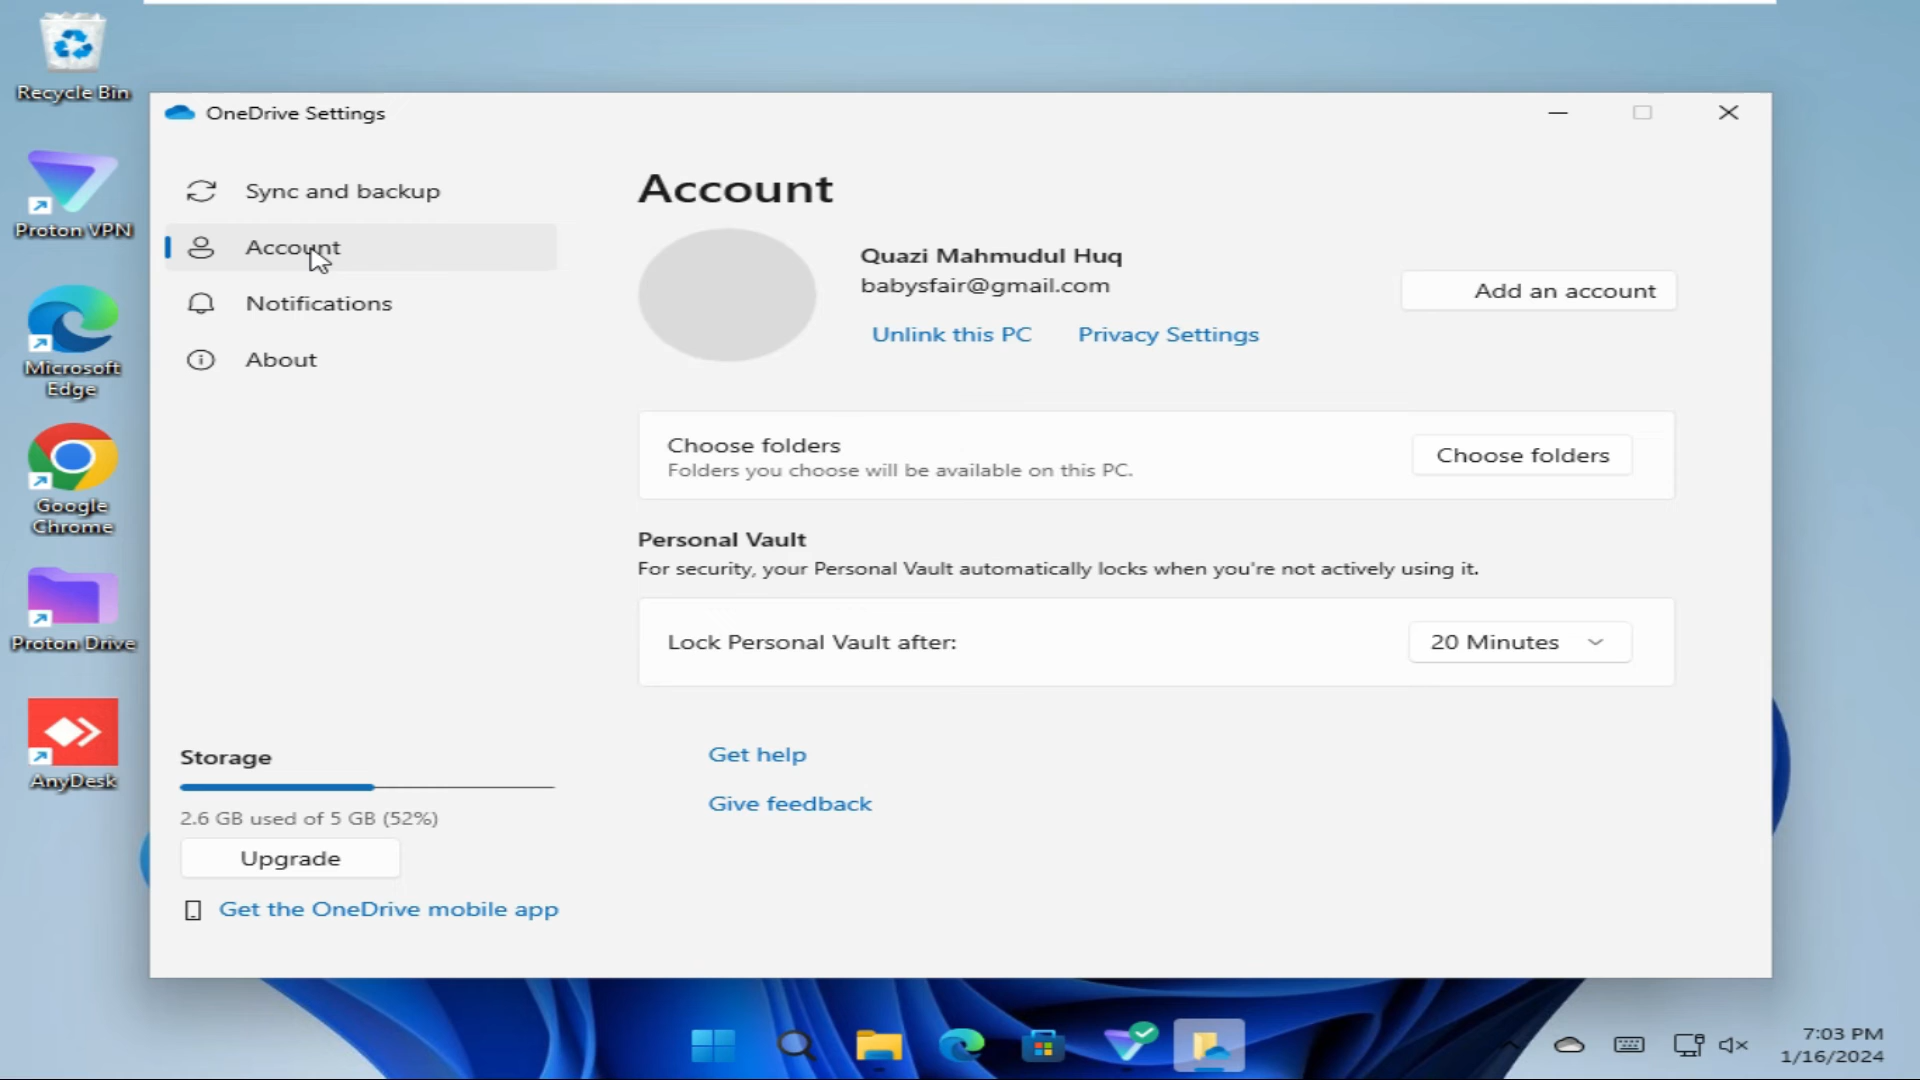 Recycle Bin
Proton VPN
Microsoft
Edge
Google
Chrome
Proton Drive
AnyDesk
OneDrive Settings
Sync and backup
Account
Notifications
About
Storage
2.6 GB used of 5 GB (52%)
Upgrade
Get the OneDrive mobile app
Account
Quazi Mahmudul Huq
babysfair@gmail.com
Add an account
Unlink this PC Privacy Settings
Choose folders
Folders you choose will be available on this PC.
Choose folders
Personal Vault
For security, your Personal Vault automatically locks when you're not actively using it.
Lock Personal Vault after: 20 Minutes
Get help
Give feedback
7:03 PM
1/16/2024